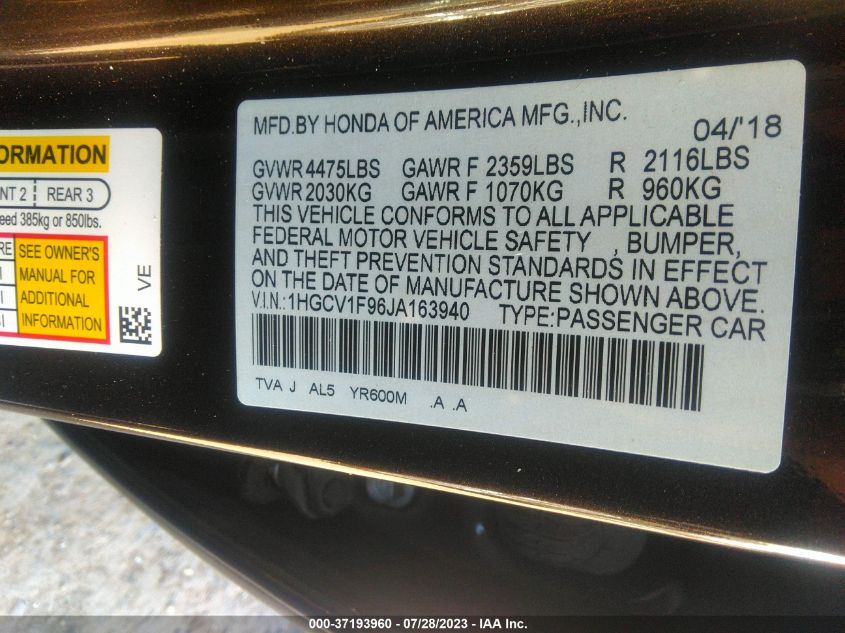 ORMATION
NT 2 REAR 3
eed 385kg or 850lbs.
RE SEE OWNER'S
MANUAL FOR
ADDITIONAL
INFORMATION
VE
MFD.BY HONDA OF AMERICA MFG.,INC. 04/'18
GVWR 4475LBS GAWR F 2359LBS R 2116LBS
GVWR 2030KG GAWR F 1070KG R 960KG
THIS VEHICLE CONFORMS TO ALL APPLICABLE
FEDERAL MOTOR VEHICLE SAFETY , BUMPER,
AND THEFT PREVENTION STANDARDS IN EFFECT
ON THE DATE OF MANUFACTURE SHOWN ABOVE.
V.I.N.:1HGCV1F96JA163940 TYPE:PASSENGER CAR
TVA J AL5 YR600M .A .A
000-37193960 - 07/28/2023 - IAA Inc.